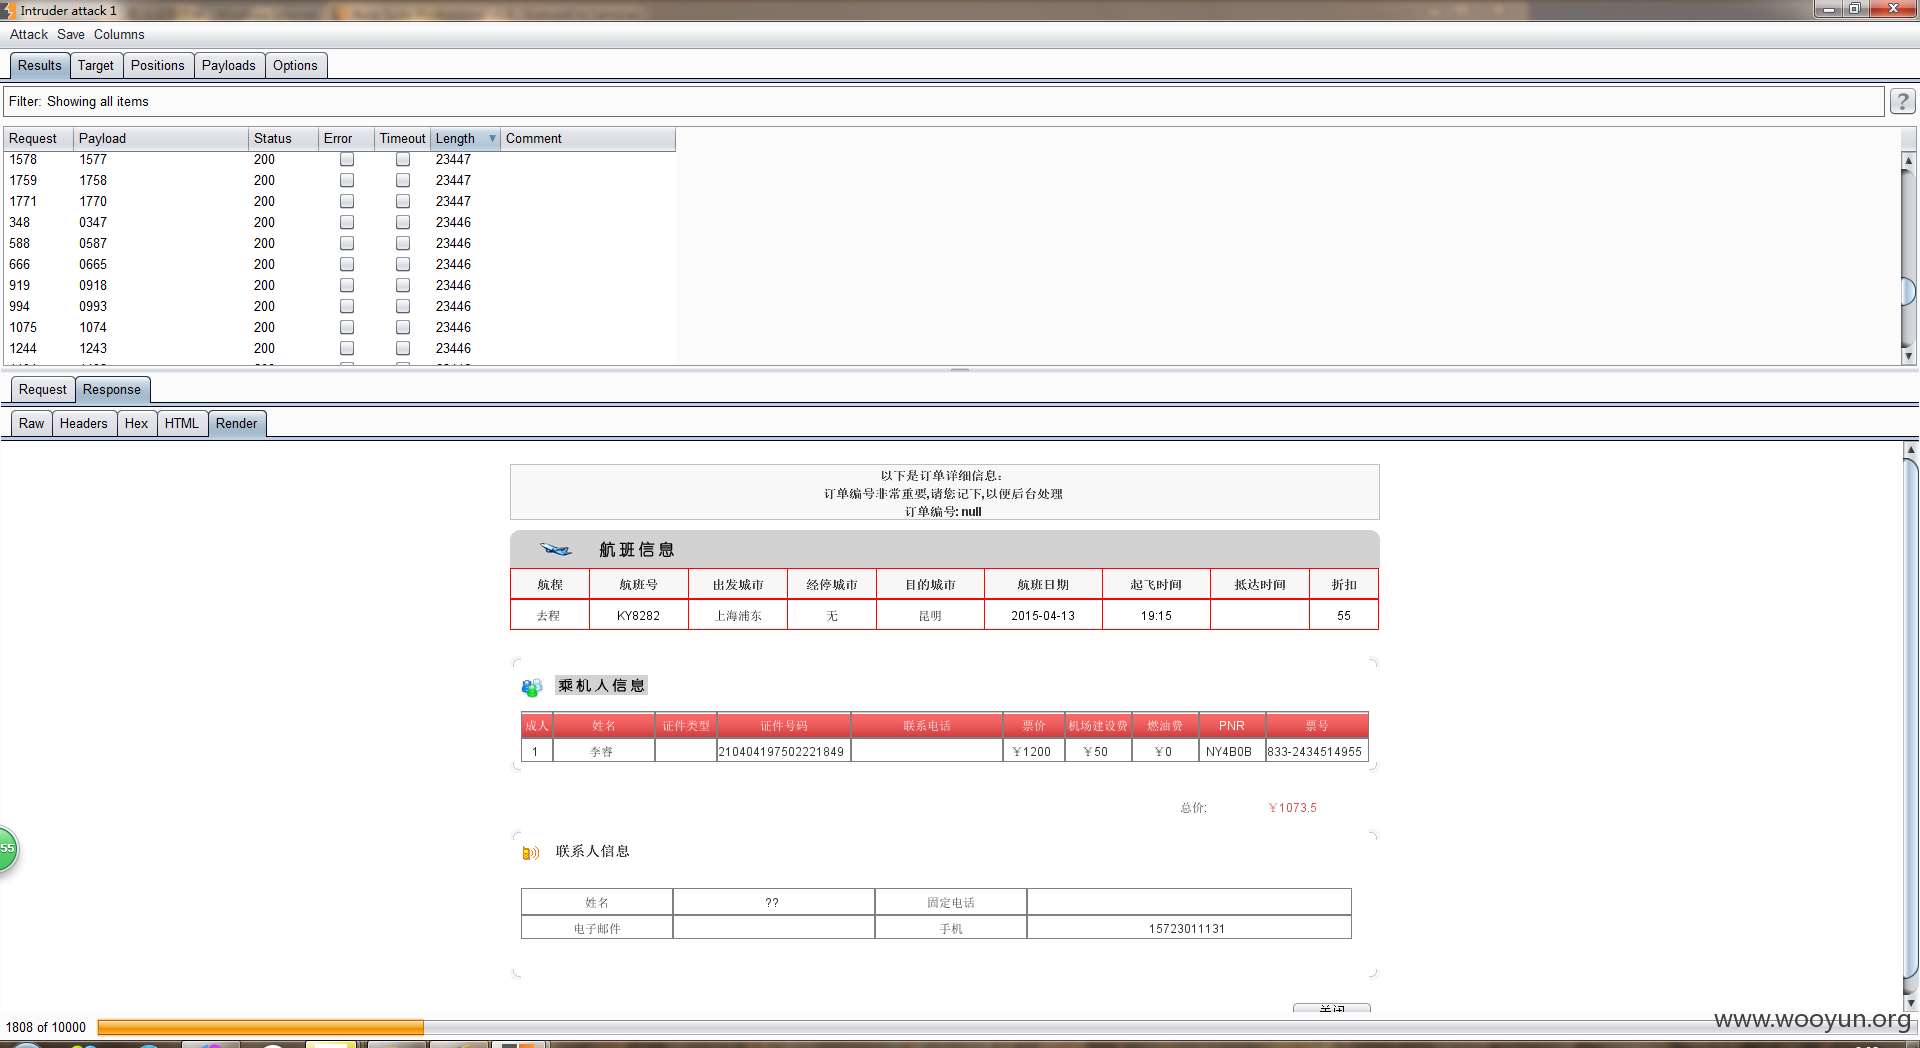 Intruder attack 1
Attack Save Columns
Results Target Positions Payloads Options
Filter: Showing all items
?
Request Payload Status Error Timeout Length Comment
1578 1577 200 23447
1759 1758 200 23447
1771 1770 200 23447
348 0347 200 23446
588 0587 200 23446
666 0665 200 23446
919 0918 200 23446
994 0993 200 23446
1075 1074 200 23446
1244 1243 200 23446
Request Response
Raw Headers Hex HTML Render
以下是订单详细信息:
订单编号非常重要,请您记下,以便后台处理
订单编号: null
航班信息
航程 航班号 出发城市 经停城市 目的城市 航班日期 起飞时间 抵达时间 折扣
去程 KY8282 上海浦东 无 昆明 2015-04-13 19:15 55
乘机人信息
成人 姓名 证件类型 证件号码 联系电话 票价 机场建设费 燃油费 PNR 票号
1 李睿 210404197502221849 ￥1200 ￥50 ￥0 NY4B0B 833-2434514955
总价: ￥1073.5
55
联系人信息
姓名 ?? 固定电话
电子邮件 手机 15723011131
关闭
1808 of 10000
www.wooyun.org